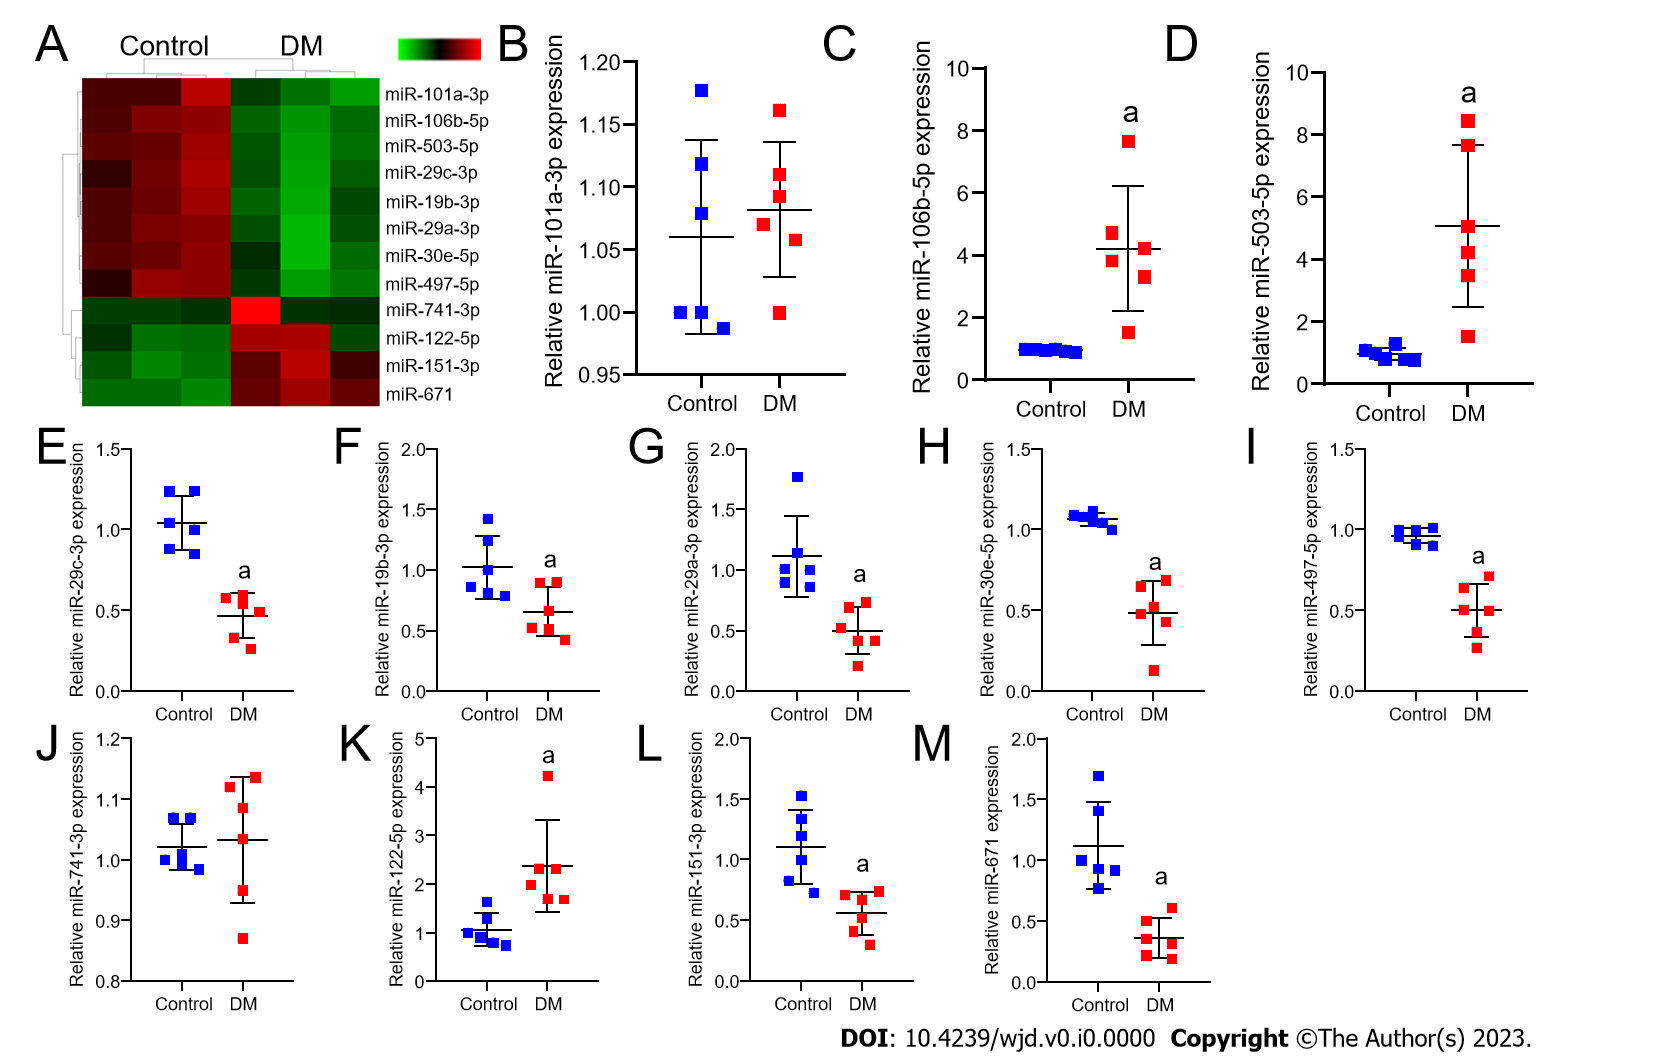 A
Control DM
miR-101a-3p
miR-106b-5p
miR-503-5p
miR-29c-3p
miR-19b-3p
miR-29a-3p
miR-30e-5p
miR-497-5p
miR-741-3p
miR-122-5p
miR-151-3p
miR-671
B
Relative miR-101a-3p expression
1.20
1.15
1.10
1.05
1.00
0.95
Control DM
C
Relative miR-106b-5p expression
10
8
6
4
2
0
a
Control DM
D
Relative miR-503-5p expression
10
8
6
4
2
0
a
Control DM
E
Relative miR-29c-3p expression
1.5
1.0
0.5
0.0
a
Control DM
F
Relative miR-19b-3p expression
2.0
1.5
1.0
0.5
0.0
a
Control DM
G
Relative miR-29a-3p expression
2.0
1.5
1.0
0.5
0.0
a
Control DM
H
Relative miR-30e-5p expression
1.5
1.0
0.5
0.0
a
Control DM
I
Relative miR-497-5p expression
1.5
1.0
0.5
0.0
a
Control DM
J
Relative miR-741-3p expression
1.2
1.1
1.0
0.9
0.8
Control DM
K
Relative miR-122-5p expression
5
4
3
2
1
0
a
Control DM
L
Relative miR-151-3p expression
2.0
1.5
1.0
0.5
0.0
a
Control DM
M
Relative miR-671 expression
2.0
1.5
1.0
0.5
0.0
a
Control DM
DOI: 10.4239/wjd.v0.i0.0000 Copyright ©The Author(s) 2023.